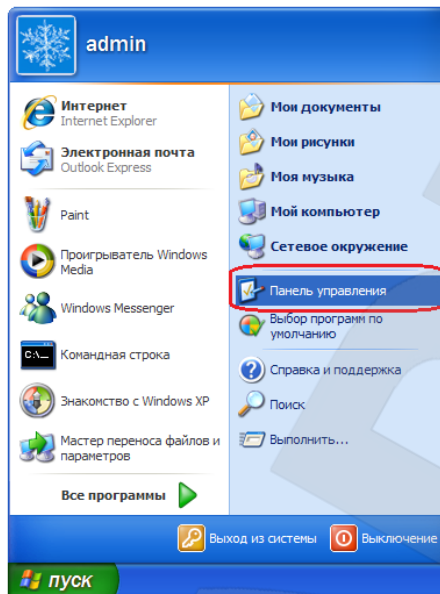 admin
Интернет
Internet Explorer
Электронная почта
Outlook Express
Paint
Проигрыватель Windows
Media
Windows Messenger
C:\_
Командная строка
Знакомство с Windows XP
Мастер переноса файлов и
параметров
Все программы
Мои документы
Мои рисунки
Моя музыка
Мой компьютер
Сетевое окружение
Панель управления
Выбор программ по
умолчанию
Справка и поддержка
Поиск
Выполнить...
Выход из системы
Выключение
пуск